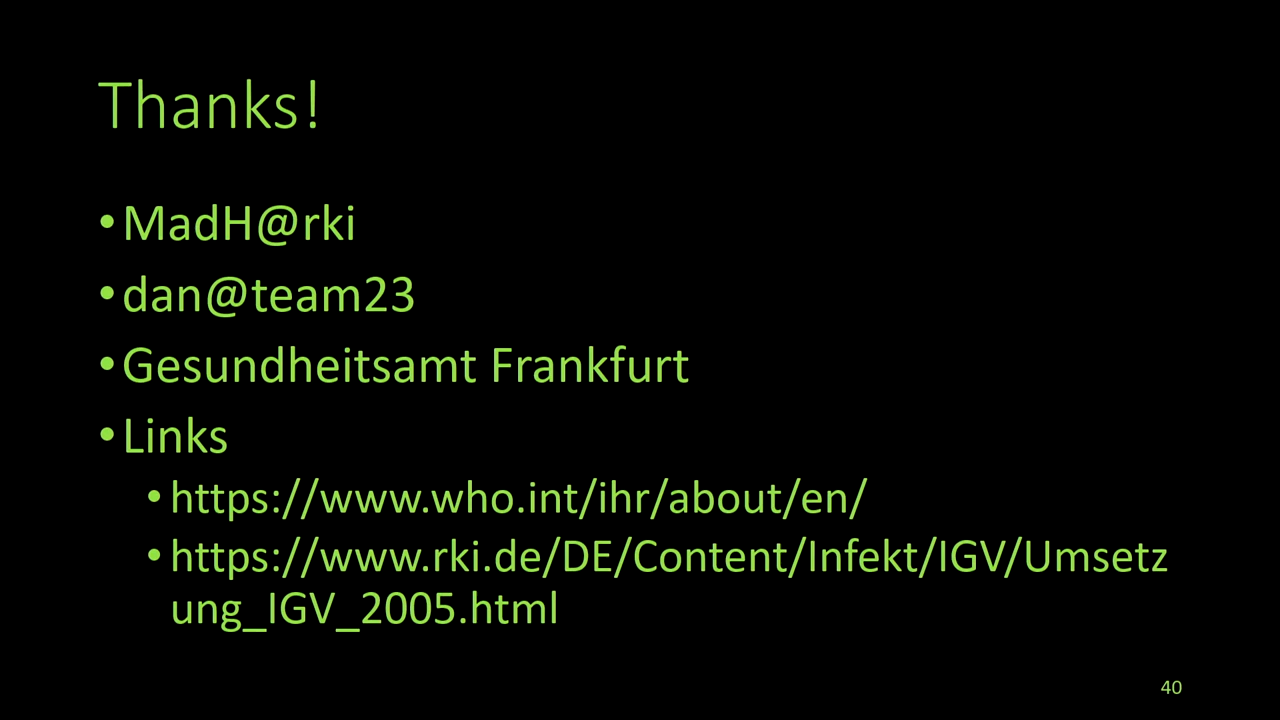 Thanks!
•MadH@rki
•dan@team23
•Gesundheitsamt Frankfurt
•Links
•https://www.who.int/ihr/about/en/
•https://www.rki.de/DE/Content/Infekt/IGV/Umsetz
ung_IGV_2005.html
40